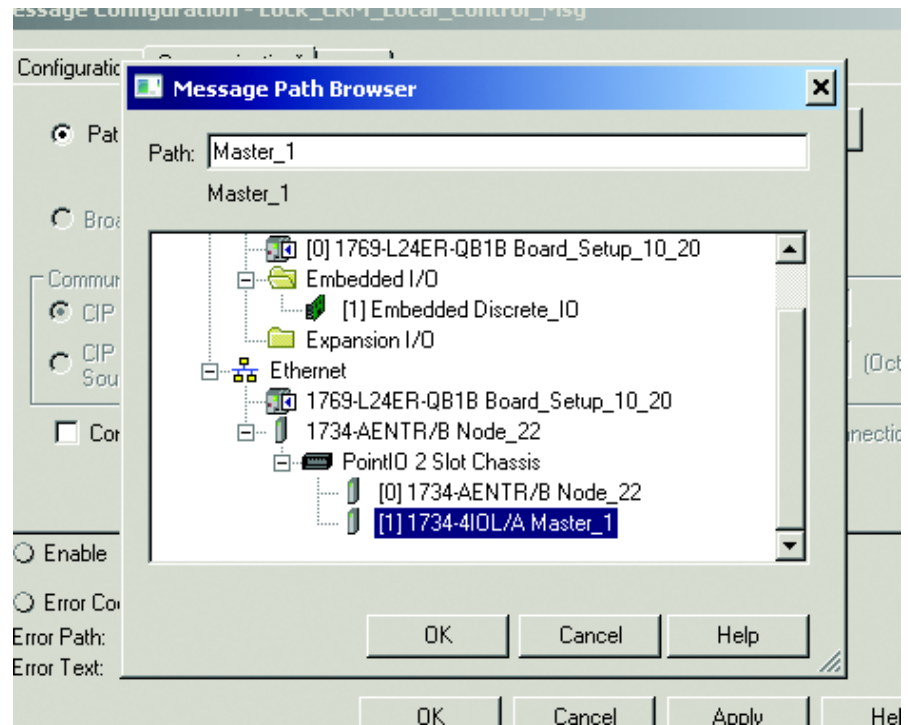 essage Configuration - Lock_CRM_Local_Control_Msg
Message Path Browser
Path: Master_1
Master_1
[0] 1769-L24ER-QB1B Board_Setup_10_20
Embedded I/O
[1] Embedded Discrete_IO
Expansion I/O
Ethernet
1769-L24ER-QB1B Board_Setup_10_20
1734-AENTR/B Node_22
PointIO 2 Slot Chassis
[0] 1734-AENTR/B Node_22
[1] 1734-4IOL/A Master_1
OK Cancel Help
Configuratio
Pat
Broa
Commun
CIP
CIP
Sou
(Oct
Con
nnectio
Enable
Error Co
Error Path:
Error Text:
OK Cancel Apply Hel